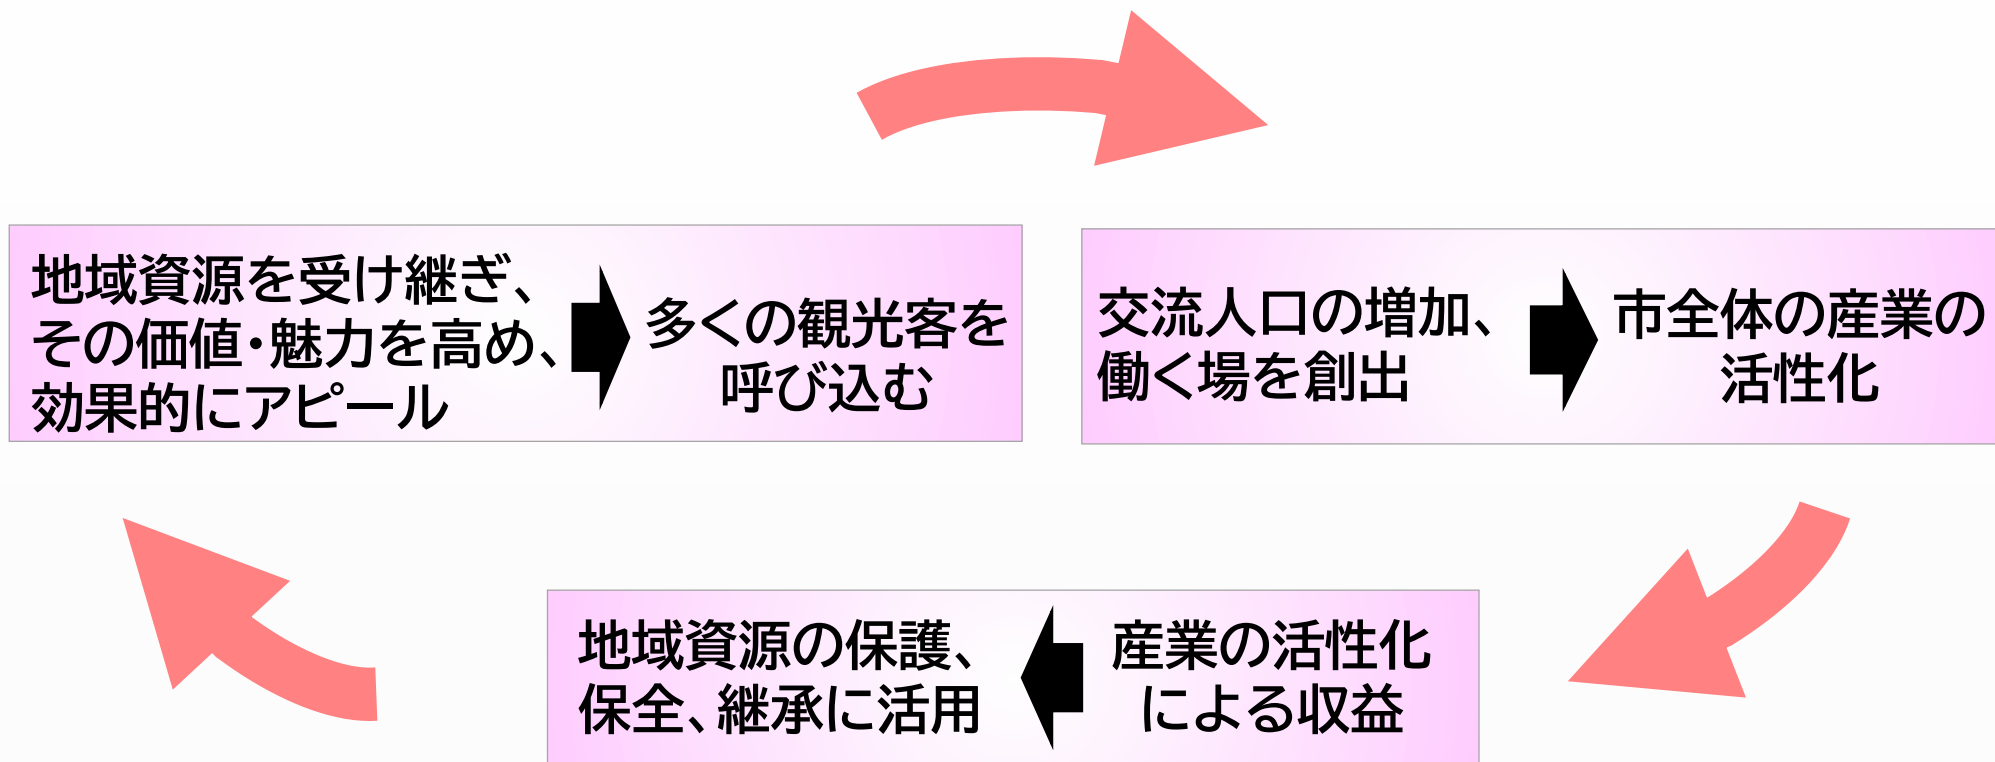 地域資源を受け継ぎ、
その価値・魅力を高め、
効果的にアピール
多くの観光客を
呼び込む
交流人口の増加、
働く場を創出
市全体の産業の
活性化
産業の活性化
による収益
地域資源の保護、
保全、継承に活用